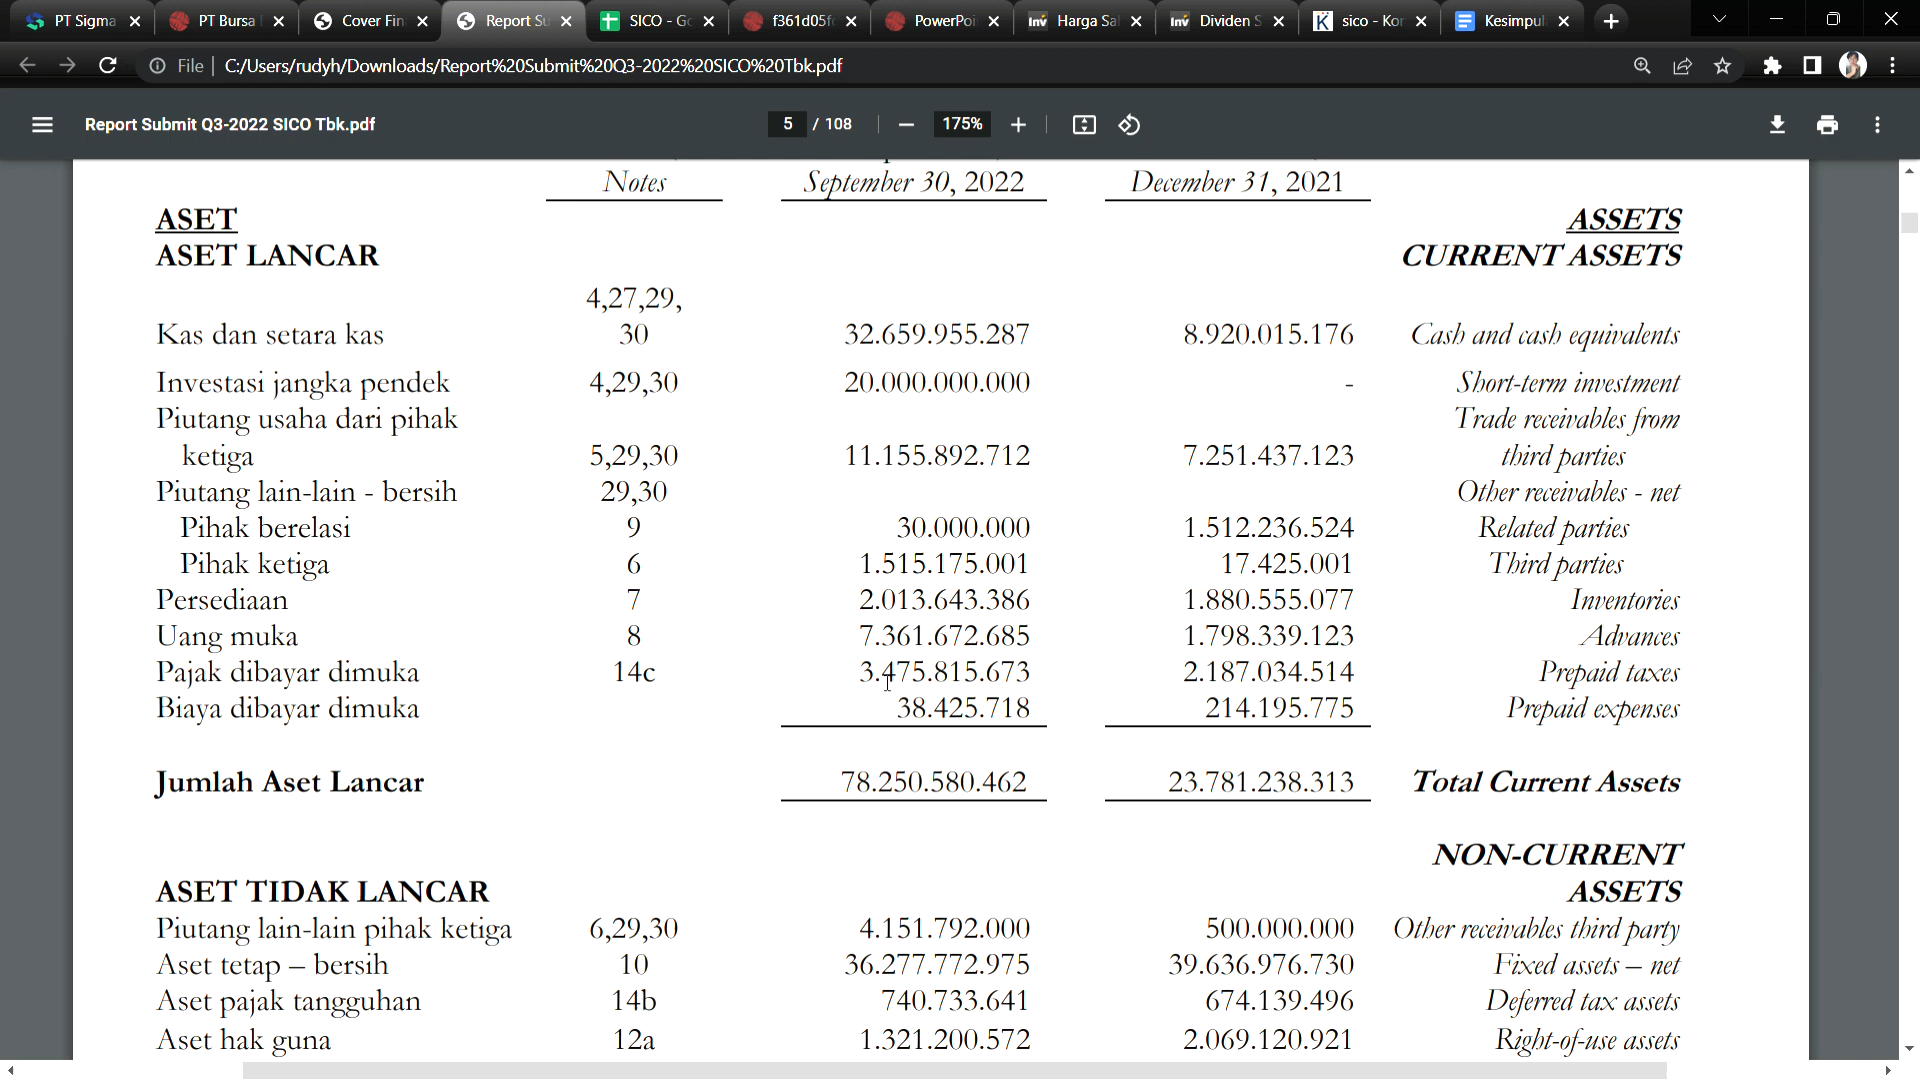 PT Sigma
PT Bursa
Cover Fin
Report Su
SICO - Go
f361d05f
PowerPoi
Harga Sa
Dividen S
sico - Kor
Kesimpul
File C:/Users/rudyh/Downloads/Report%20Submit%20Q3-2022%20SICO%20Tbk.pdf
Report Submit Q3-2022 SICO Tbk.pdf 5 / 108 175%
Notes September 30, 2022 December 31, 2021
ASET ASSETS
ASET LANCAR CURRENT ASSETS
4,27,29,
Kas dan setara kas 30 32.659.955.287 8.920.015.176 Cash and cash equivalents
Investasi jangka pendek 4,29,30 20.000.000.000 - Short-term investment
Piutang usaha dari pihak Trade receivables from
ketiga 5,29,30 11.155.892.712 7.251.437.123 third parties
Piutang lain-lain - bersih 29,30 Other receivables - net
Pihak berelasi 9 30.000.000 1.512.236.524 Related parties
Pihak ketiga 6 1.515.175.001 17.425.001 Third parties
Persediaan 7 2.013.643.386 1.880.555.077 Inventories
Uang muka 8 7.361.672.685 1.798.339.123 Advances
Pajak dibayar dimuka 14c 3.475.815.673 2.187.034.514 Prepaid taxes
Biaya dibayar dimuka 38.425.718 214.195.775 Prepaid expenses
Jumlah Aset Lancar 78.250.580.462 23.781.238.313 Total Current Assets
NON-CURRENT
ASET TIDAK LANCAR ASSETS
Piutang lain-lain pihak ketiga 6,29,30 4.151.792.000 500.000.000 Other receivables third party
Aset tetap – bersih 10 36.277.772.975 39.636.976.730 Fixed assets – net
Aset pajak tangguhan 14b 740.733.641 674.139.496 Deferred tax assets
Aset hak guna 12a 1.321.200.572 2.069.120.921 Right-of-use assets